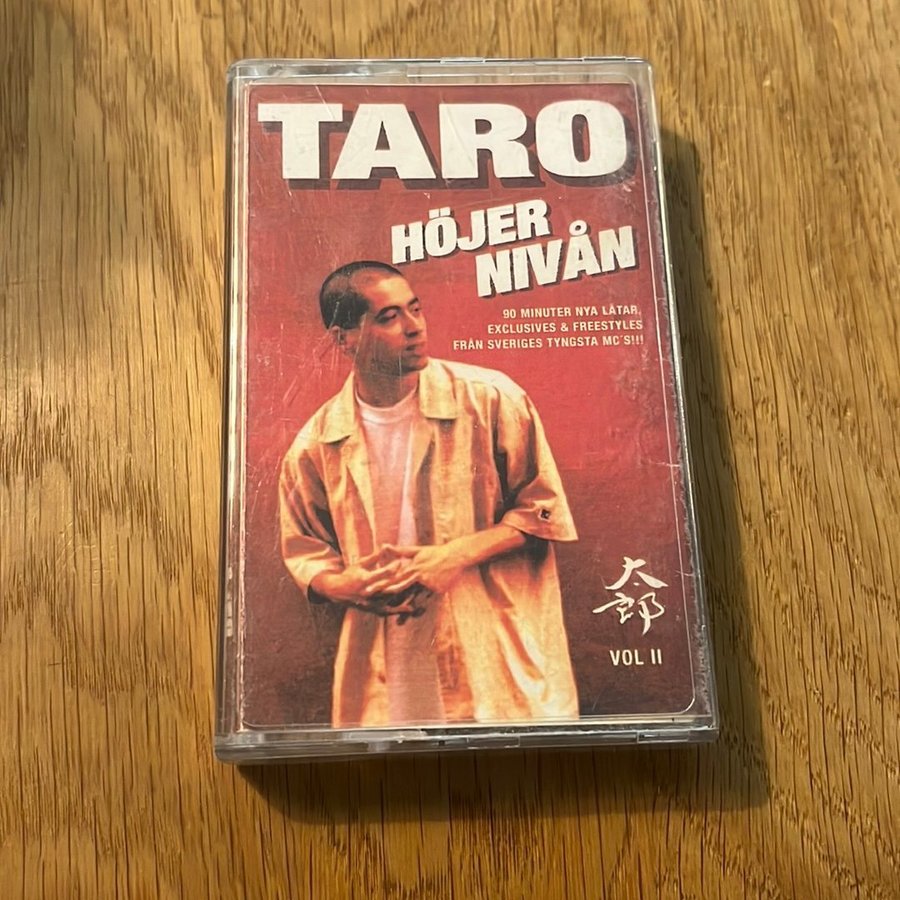 TARO
HÖJER
NIVÅN
90 MINUTER NYA LÅTAR,
EXCLUSIVES & FREESTYLES
FRÅN SVERIGES TYNGSTA MC´S!!!
太
郎
VOL II